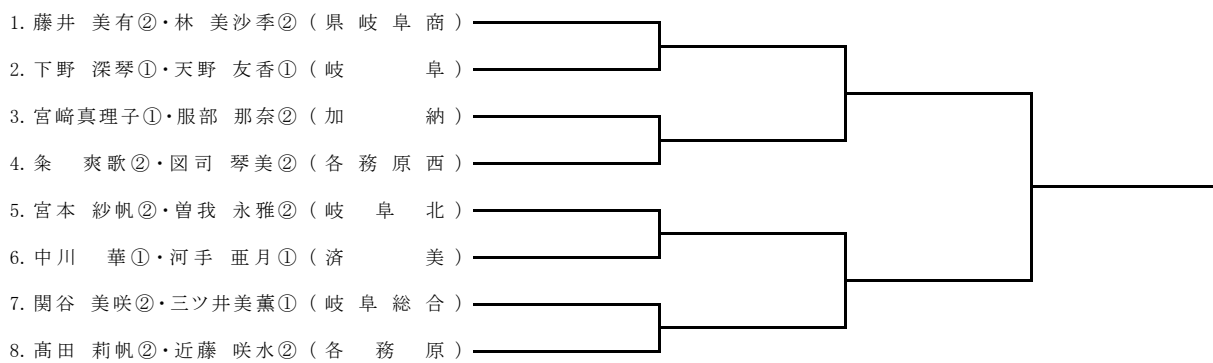 1. 藤井 美有②・林 美沙季② ( 県 岐 阜 商 )
2. 下野 深琴①・天野 友香① ( 岐 阜 )
3. 宮﨑真理子①・服部 那奈② ( 加 納 )
4. 粂 爽歌②・図司 琴美② ( 各 務 原 西 )
5. 宮本 紗帆②・曽我 永雅② ( 岐 阜 北 )
6. 中川 華①・河手 亜月① ( 済 美 )
7. 関谷 美咲②・三ツ井美薫① ( 岐 阜 総 合 )
8. 髙田 莉帆②・近藤 咲水② ( 各 務 原 )